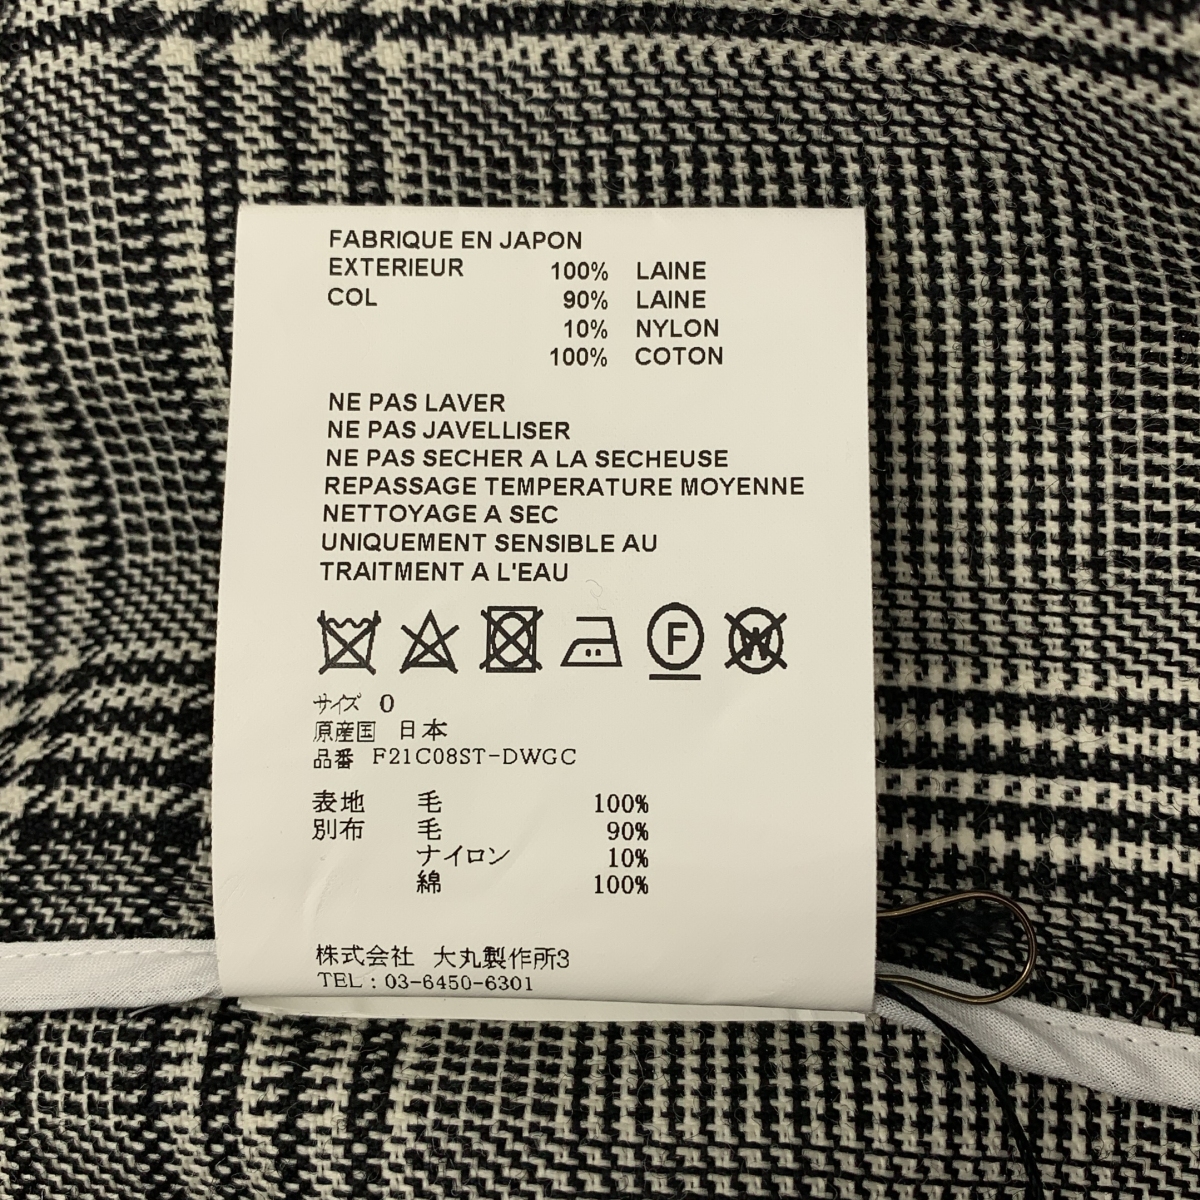 FABRIQUE EN JAPON
EXTERIEUR 100% LAINE
COL 90% LAINE
10% NYLON
100% COTON
NE PAS LAVER
NE PAS JAVELLISER
NE PAS SECHER A LA SECHEUSE
REPASSAGE TEMPERATURE MOYENNE
NETTOYAGE A SEC
UNIQUEMENT SENSIBLE AU
TRAITMENT A L'EAU
F W
サイズ 0
原産国 日本
品番 F21C08ST-DWGC
表地 毛 100%
別布 毛 90%
ナイロン 10%
綿 100%
株式会社 大丸製作所3
TEL : 03-6450-6301